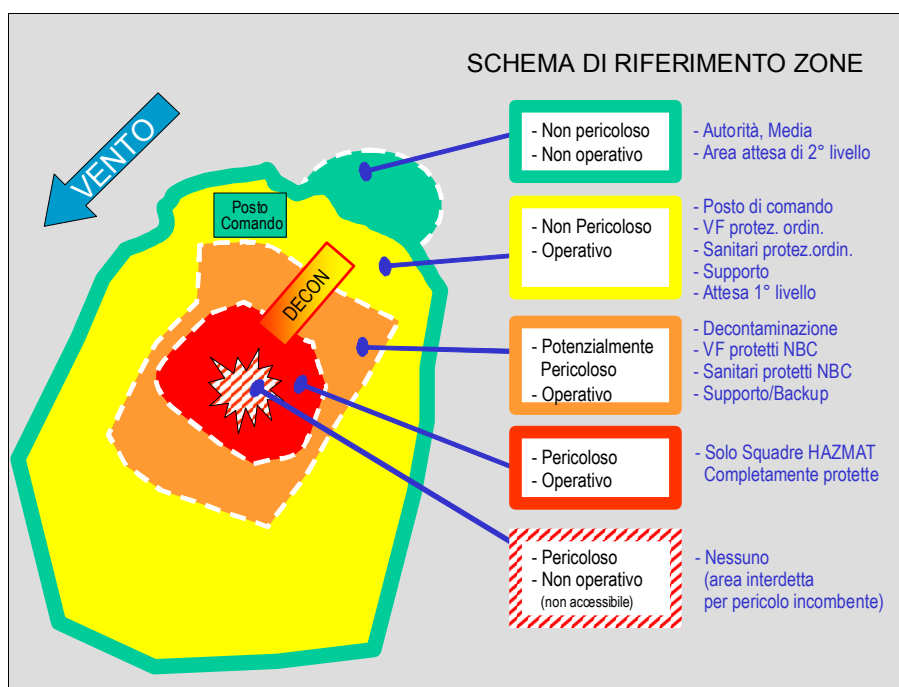 SCHEMA DI RIFERIMENTO ZONE
VENTO
Posto
Comando
DECON
- Non pericoloso
- Non operativo
- Autorità, Media
- Area attesa di 2° livello
- Non Pericoloso
- Operativo
- Posto di comando
- VF protez. ordin.
- Sanitari protez.ordin.
- Supporto
- Attesa 1° livello
- Potenzialmente
Pericoloso
- Operativo
- Decontaminazione
- VF protetti NBC
- Sanitari protetti NBC
- Supporto/Backup
- Pericoloso
- Operativo
- Solo Squadre HAZMAT
Completamente protette
- Pericoloso
- Non operativo
(non accessibile)
- Nessuno
(area interdetta
per pericolo incombente)